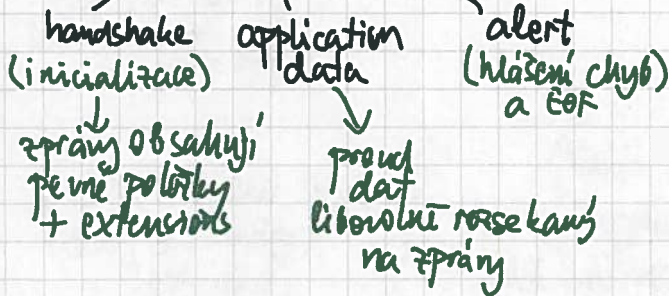 handshake
(inicializace)
zprávy obsahují
pevné položky
+ extensions
application
data
proud
dat
libovolně rozsekaný
na zprávy
alert
(hlášení chyb)
a EOF